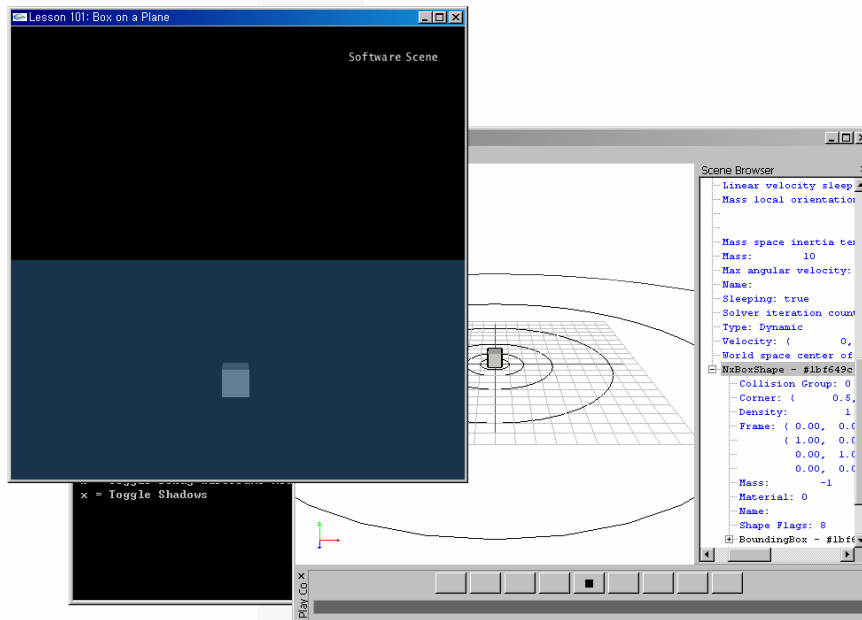 Lesson 101: Box on a Plane
Software Scene
x = Toggle Shadows
Scene Browser
Linear velocity sleep
Mass local orientation
Mass space inertia
Mass: 10
Max angular velocity:
Name:
Sleeping: true
Solver iteration
Type: Dynamic
Velocity: ( 0,
World space center of
NxBoxShape - #1bf649c
Collision Group: 0
Corner: ( 0.5,
Density: 1
Frame: ( 0.00, 0.0
( 1.00, 0.0
0.00, 1.0
0.00, 0.0
Mass: -1
Material: 0
Name:
Shape Flags: 8
BoundingBox - #1bf6
Play Co